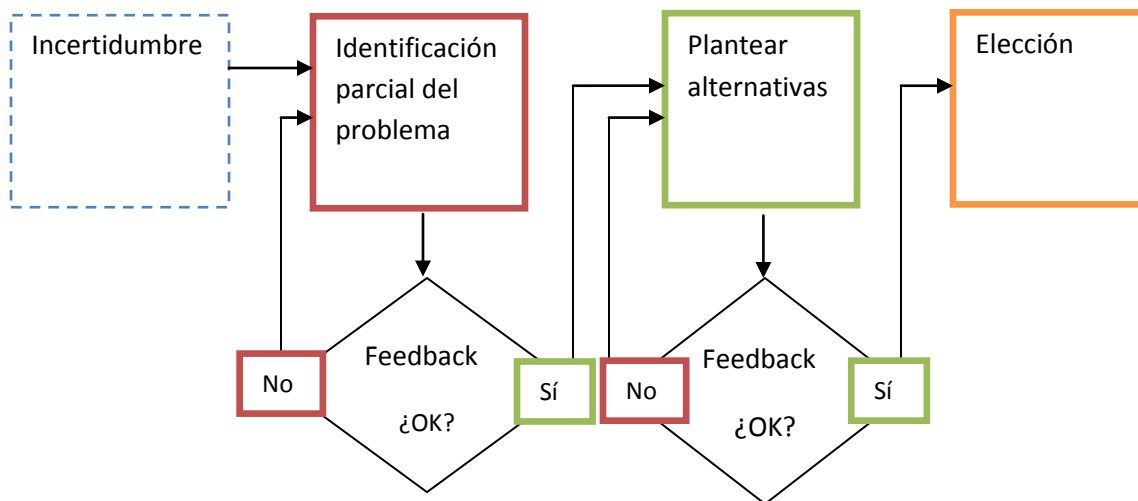 Incertidumbre
Identificación
parcial del
problema
Plantear
alternativas
Elección
No
Feedback
¿OK?
Sí
No
Feedback
¿OK?
Sí